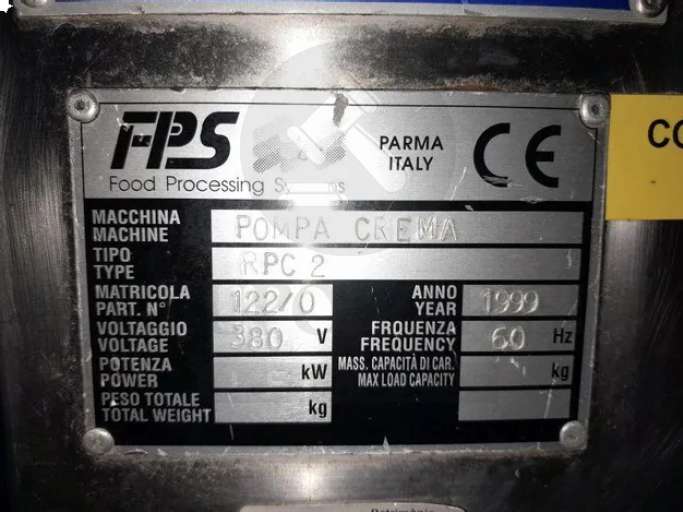 FPS
PARMA
ITALY
CE
Food Processing Systems
MACCHINA
MACHINE
POMPA CREMA
TIPO
TYPE
RPC 2
MATRICOLA
PART. N°
122/0
ANNO
YEAR
1999
VOLTAGGIO
VOLTAGE
380 V
FRQUENZA
FREQUENCY
60 Hz
POTENZA
POWER
kW
MASS. CAPACITÀ DI CAR.
MAX LOAD CAPACITY
kg
PESO TOTALE
TOTAL WEIGHT
kg
CO